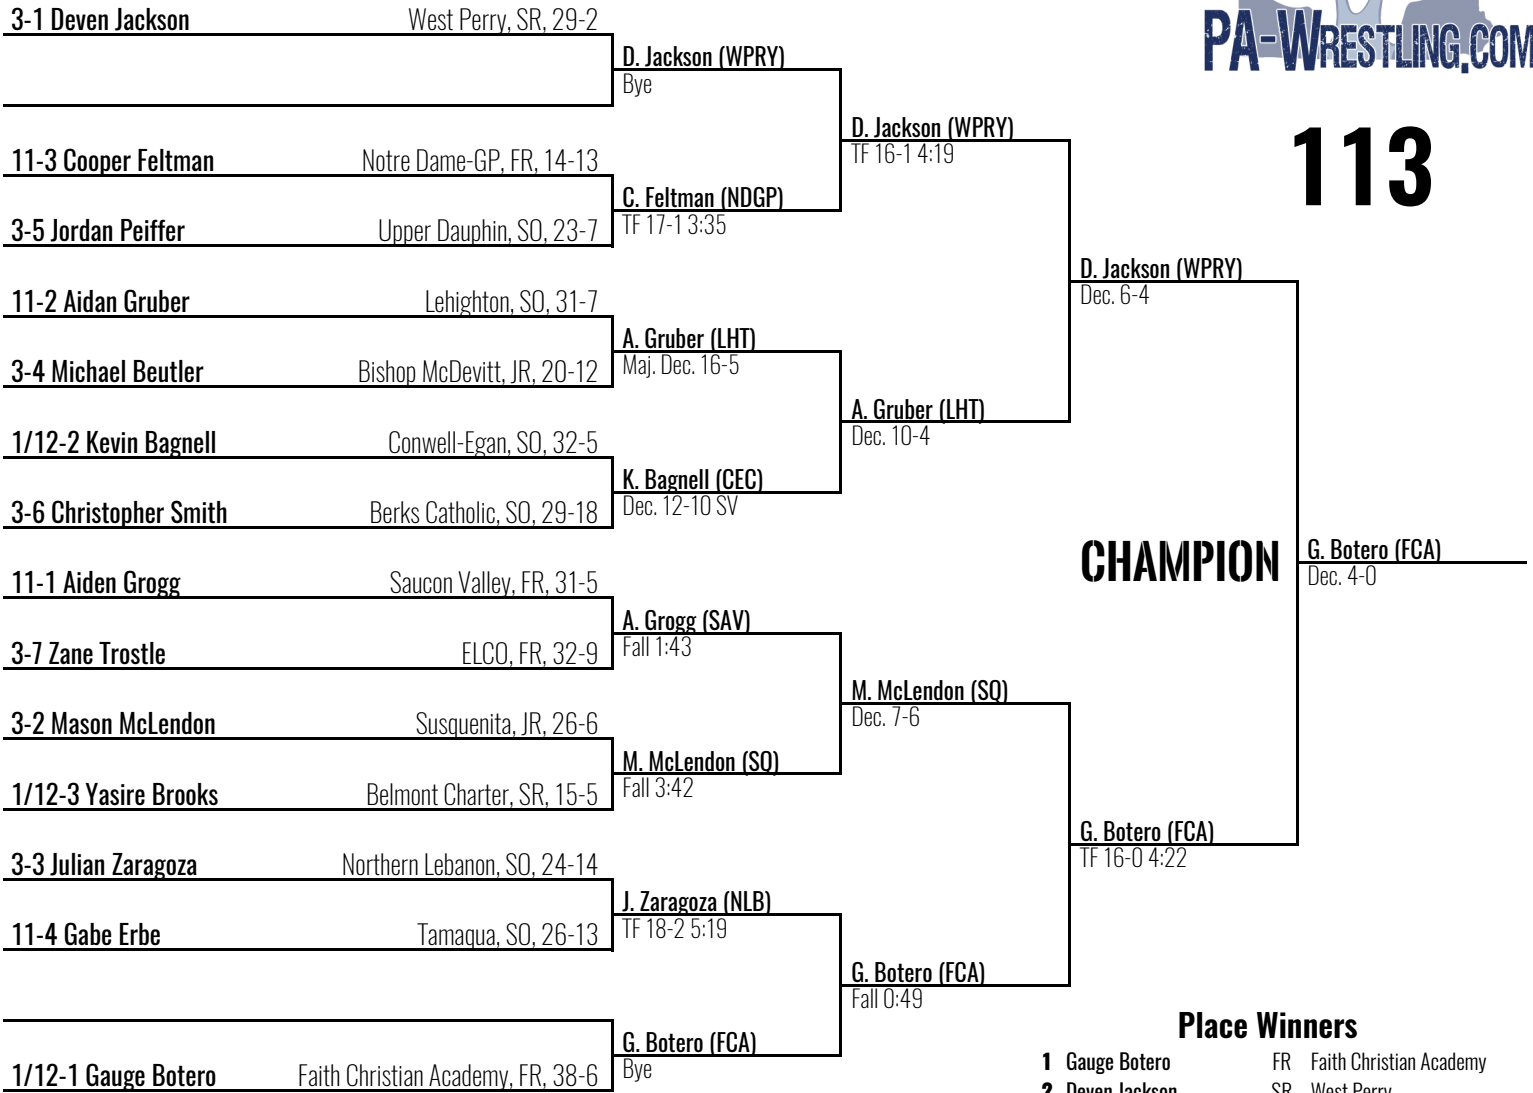 PA-WRESTLING.COM
113
3-1 Deven Jackson West Perry, SR, 29-2
D. Jackson (WPRY)
Bye
D. Jackson (WPRY)
TF 16-1 4:19
11-3 Cooper Feltman Notre Dame-GP, FR, 14-13
C. Feltman (NDGP)
TF 17-1 3:35
3-5 Jordan Peiffer Upper Dauphin, SO, 23-7
D. Jackson (WPRY)
Dec. 6-4
11-2 Aidan Gruber Lehighton, SO, 31-7
A. Gruber (LHT)
Maj. Dec. 16-5
3-4 Michael Beutler Bishop McDevitt, JR, 20-12
A. Gruber (LHT)
Dec. 10-4
1/12-2 Kevin Bagnell Conwell-Egan, SO, 32-5
K. Bagnell (CEC)
Dec. 12-10 SV
3-6 Christopher Smith Berks Catholic, SO, 29-18
CHAMPION
G. Botero (FCA)
Dec. 4-0
11-1 Aiden Grogg Saucon Valley, FR, 31-5
A. Grogg (SAV)
Fall 1:43
3-7 Zane Trostle ELCO, FR, 32-9
M. McLendon (SQ)
Dec. 7-6
3-2 Mason McLendon Susquenita, JR, 26-6
M. McLendon (SQ)
Fall 3:42
1/12-3 Yasire Brooks Belmont Charter, SR, 15-5
G. Botero (FCA)
TF 16-0 4:22
3-3 Julian Zaragoza Northern Lebanon, SO, 24-14
J. Zaragoza (NLB)
TF 18-2 5:19
11-4 Gabe Erbe Tamaqua, SO, 26-13
G. Botero (FCA)
Fall 0:49
G. Botero (FCA)
Bye
1/12-1 Gauge Botero Faith Christian Academy, FR, 38-6
Place Winners
1 Gauge Botero FR Faith Christian Academy
2 Deven Jackson SR West Perry